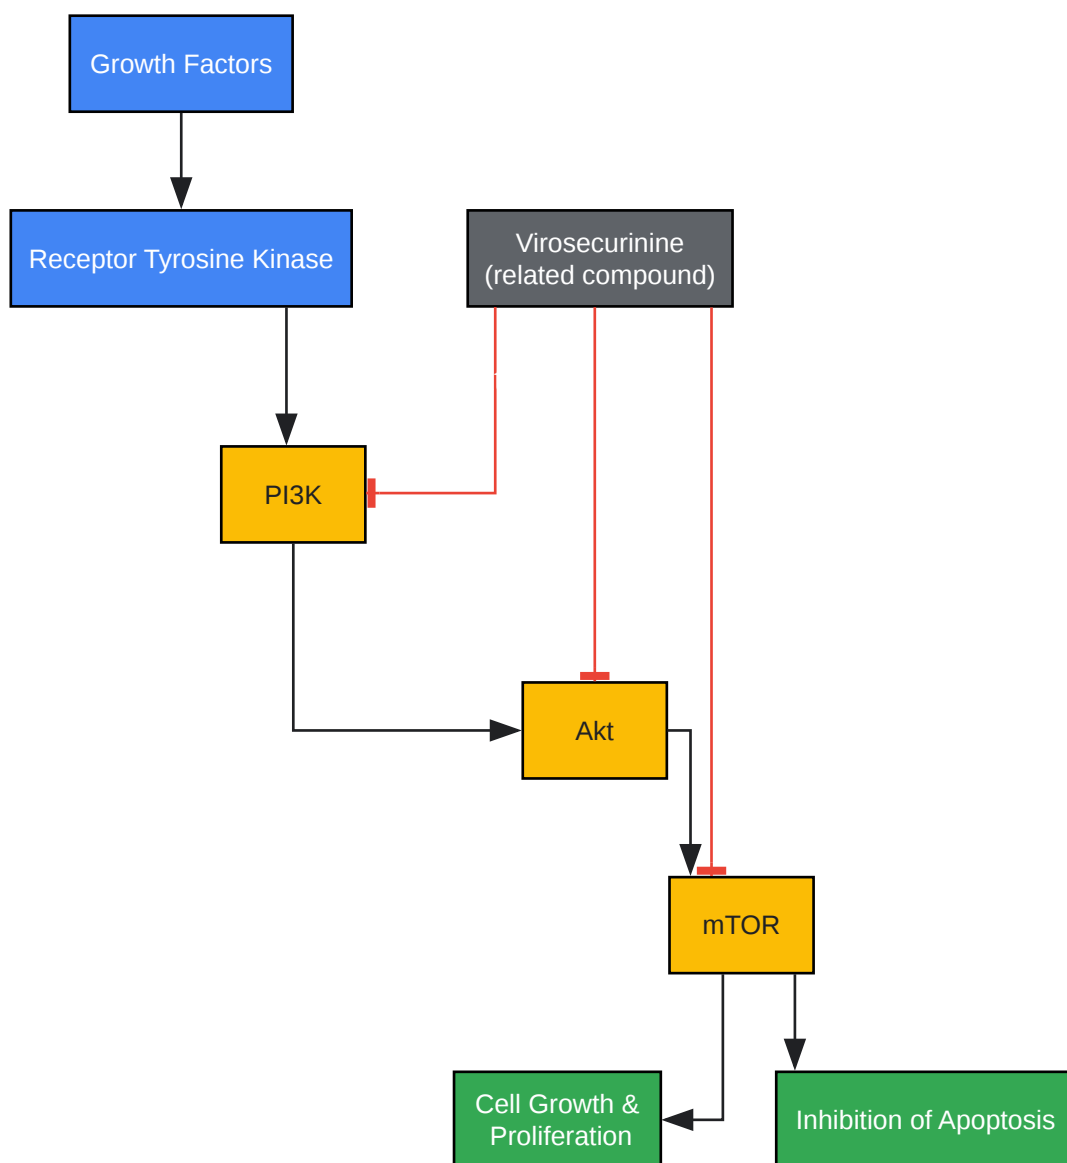 Growth Factors
Receptor Tyrosine Kinase
Virosecurinine
(related compound)
PI3K
Akt
mTOR
Cell Growth &
Proliferation
Inhibition of Apoptosis